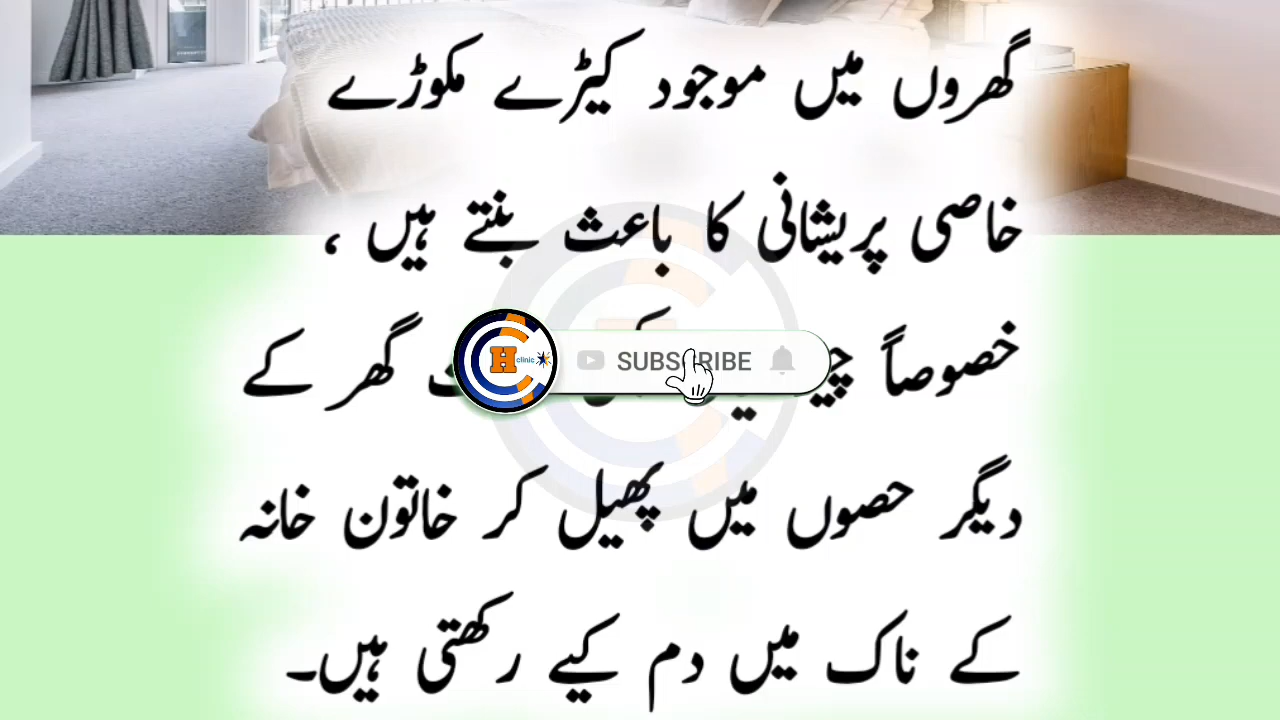 گھروں میں موجود کیڑے مکوڑے
خاصی پریشانی کا باعث بنتے ہیں ،
خصوصاً گھر کے
SUBSCRIBE
H clinic
دیگر حصوں میں پھیل کر خاتون خانہ
کے ناک میں دم کیے رکھتی ہیں۔